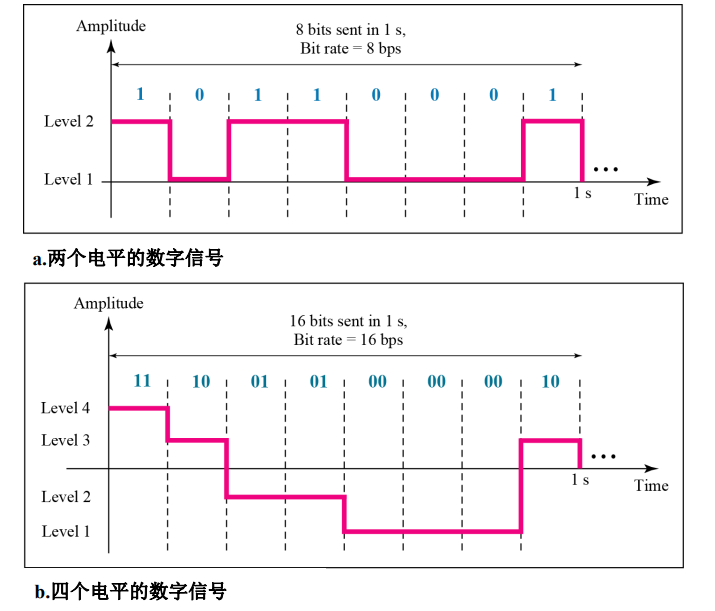 Amplitude
8 bits sent in 1 s,
Bit rate = 8 bps
1 0 1 1 0 0 0 1
Level 2
Level 1
...
1 s
Time
a.两个电平的数字信号
Amplitude
16 bits sent in 1 s,
Bit rate = 16 bps
11 10 01 01 00 00 00 10
Level 4
Level 3
...
1 s
Time
Level 2
Level 1
b.四个电平的数字信号